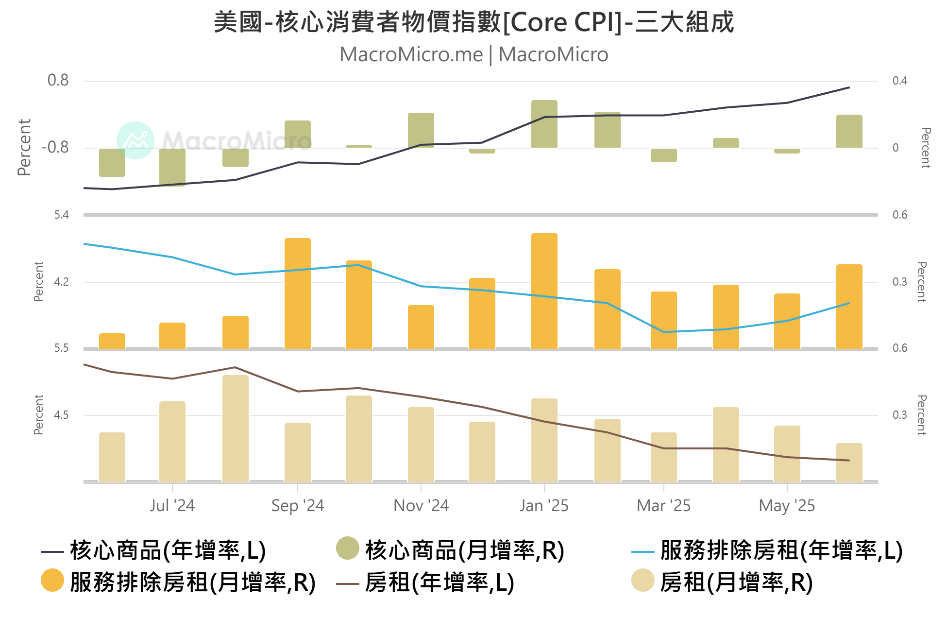 美國-核心消費者物價指數[Core CPI]-三大組成
MacroMicro.me | MacroMicro
0.8
0.4
Percent
MacroMicro
Percent
-0.8
0
5.4
0.6
Percent
4.2
0.3
Percent
5.5
0.6
Percent
4.5
0.3
Percent
Jul '24
Sep '24
Nov '24
Jan '25
Mar '25
May '25
核心商品(年增率,L)
核心商品(月增率,R)
服務排除房租(年增率,L)
服務排除房租(月增率,R)
房租(年增率,L)
房租(月增率,R)